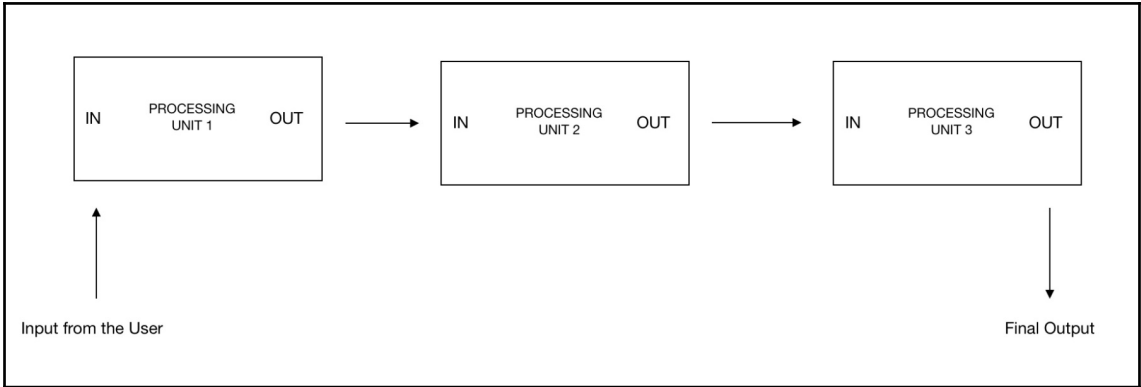 IN
PROCESSING
UNIT 1
OUT
IN
PROCESSING
UNIT 2
OUT
IN
PROCESSING
UNIT 3
OUT
Input from the User
Final Output